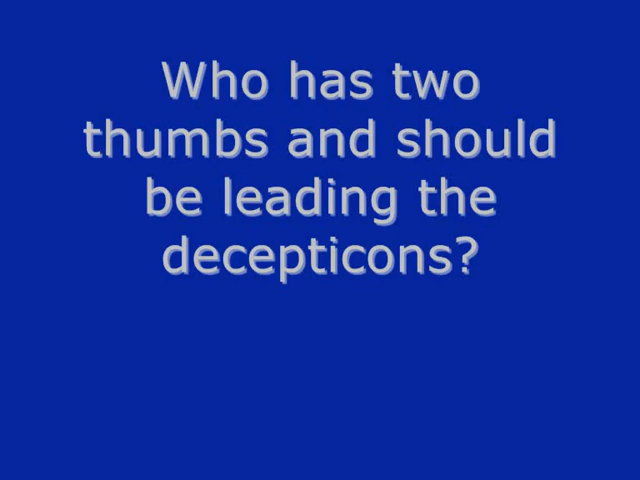 Who has two
thumbs and should
be leading the
decepticons?